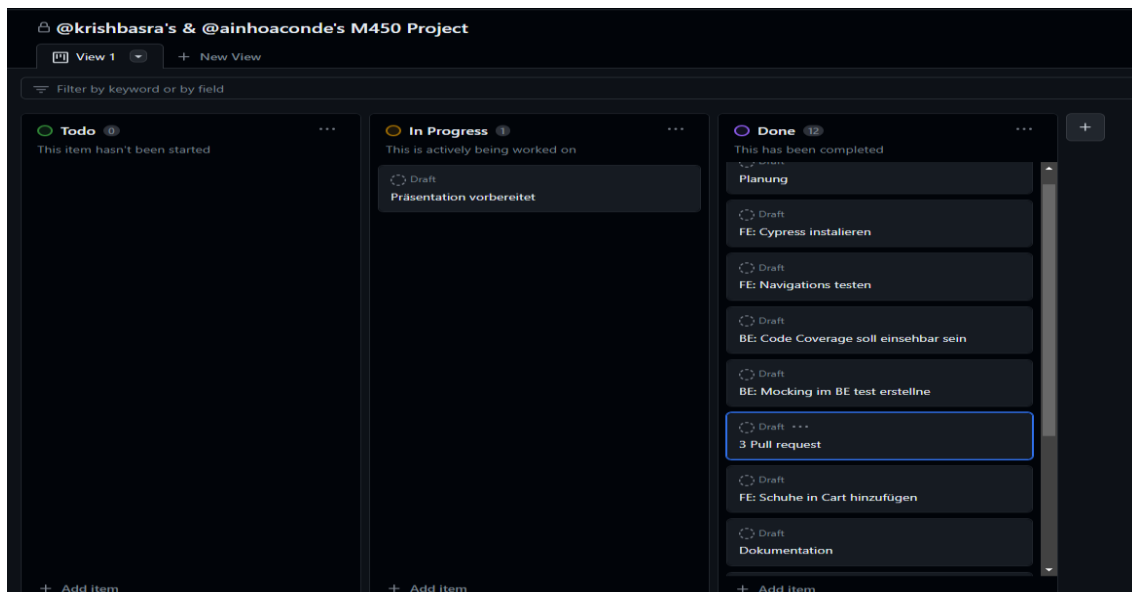 @krishbasra's & @ainhoaconde's M450 Project
View 1
+ New View
Filter by keyword or by field
Todo 0
This item hasn't been started
+ Add item
In Progress 1
This is actively being worked on
Draft
Präsentation vorbereitet
+ Add item
Done 12
This has been completed
Draft
Planung
Draft
FE: Cypress instalieren
Draft
FE: Navigations testen
Draft
BE: Code Coverage soll einsehbar sein
Draft
BE: Mocking im BE test erstellne
Draft
3 Pull request
Draft
FE: Schuhe in Cart hinzufügen
Draft
Dokumentation
+ Add item
+